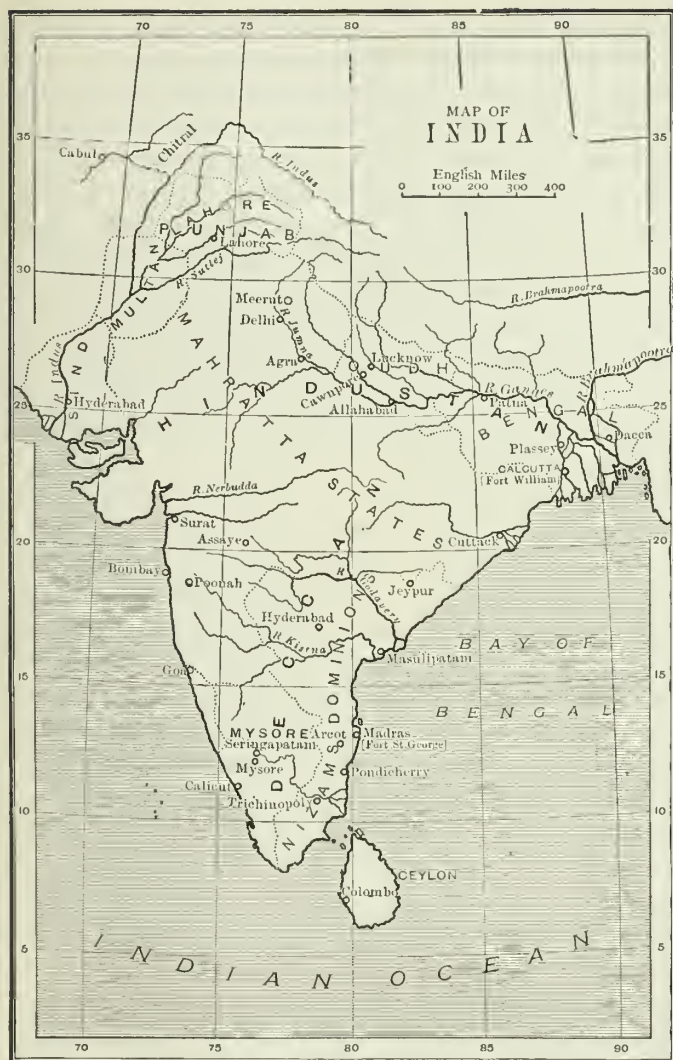 70
75
80
85
90
MAP OF
INDIA
English Miles
0 100 200 300 400
35
35
Cabul
Chitral
R. Indus
LAHORE
PUNJAB
Lahore
MULTAN
R. Sutlej
30
30
Meerut
Delhi
R. Jumna
R. Brahmapootra
R. Brahmapootra
SIND
R. Indus
Hyderabad
MAHRATTA STATES
Agra
OUDH
Lucknow
Cawnpore
Allahabad
HINDUSTAN
R. Ganges
Patna
BENGAL
25
25
Plassey
Dacca
CALCUTTA
[Fort William]
R. Nerbudda
Surat
Assaye
Cuttack
20
20
Bombay
Poonah
R. Godavery
Jeypur
Hyderabad
R. Kistna
Masulipatam
BAY OF
BENGAL
DECCAN
NIZAMS DOMINIONS
Goa
15
15
MYSORE
Arcot
Madras
[Fort St. George]
Seringapatam
Mysore
Pondicherry
Calicut
Trichinopoly
10
10
CEYLON
Colombo
5
5
INDIAN OCEAN
70
75
80
85
90